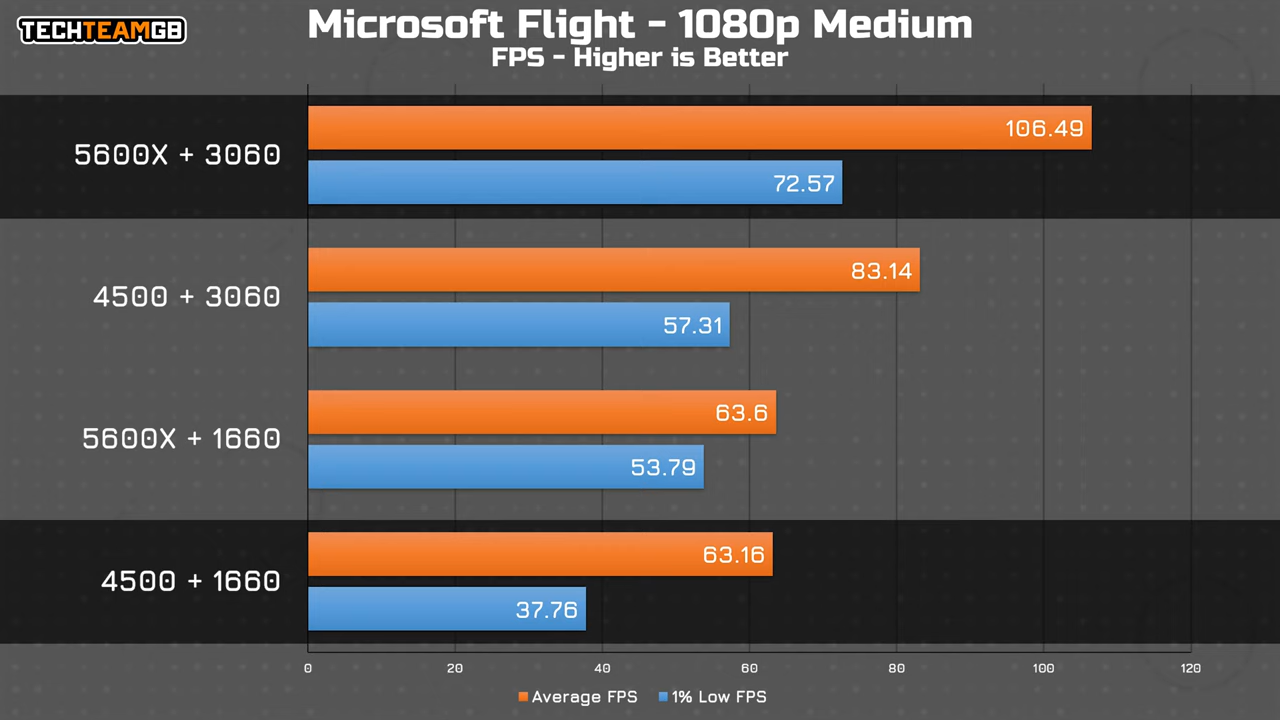 TECHTEAMGB
Microsoft Flight - 1080p Medium
FPS - Higher is Better
5600X + 3060
106.49
72.57
4500 + 3060
83.14
57.31
5600X + 1660
63.6
53.79
4500 + 1660
63.16
37.76
0 20 40 60 80 100 120
Average FPS 1% Low FPS